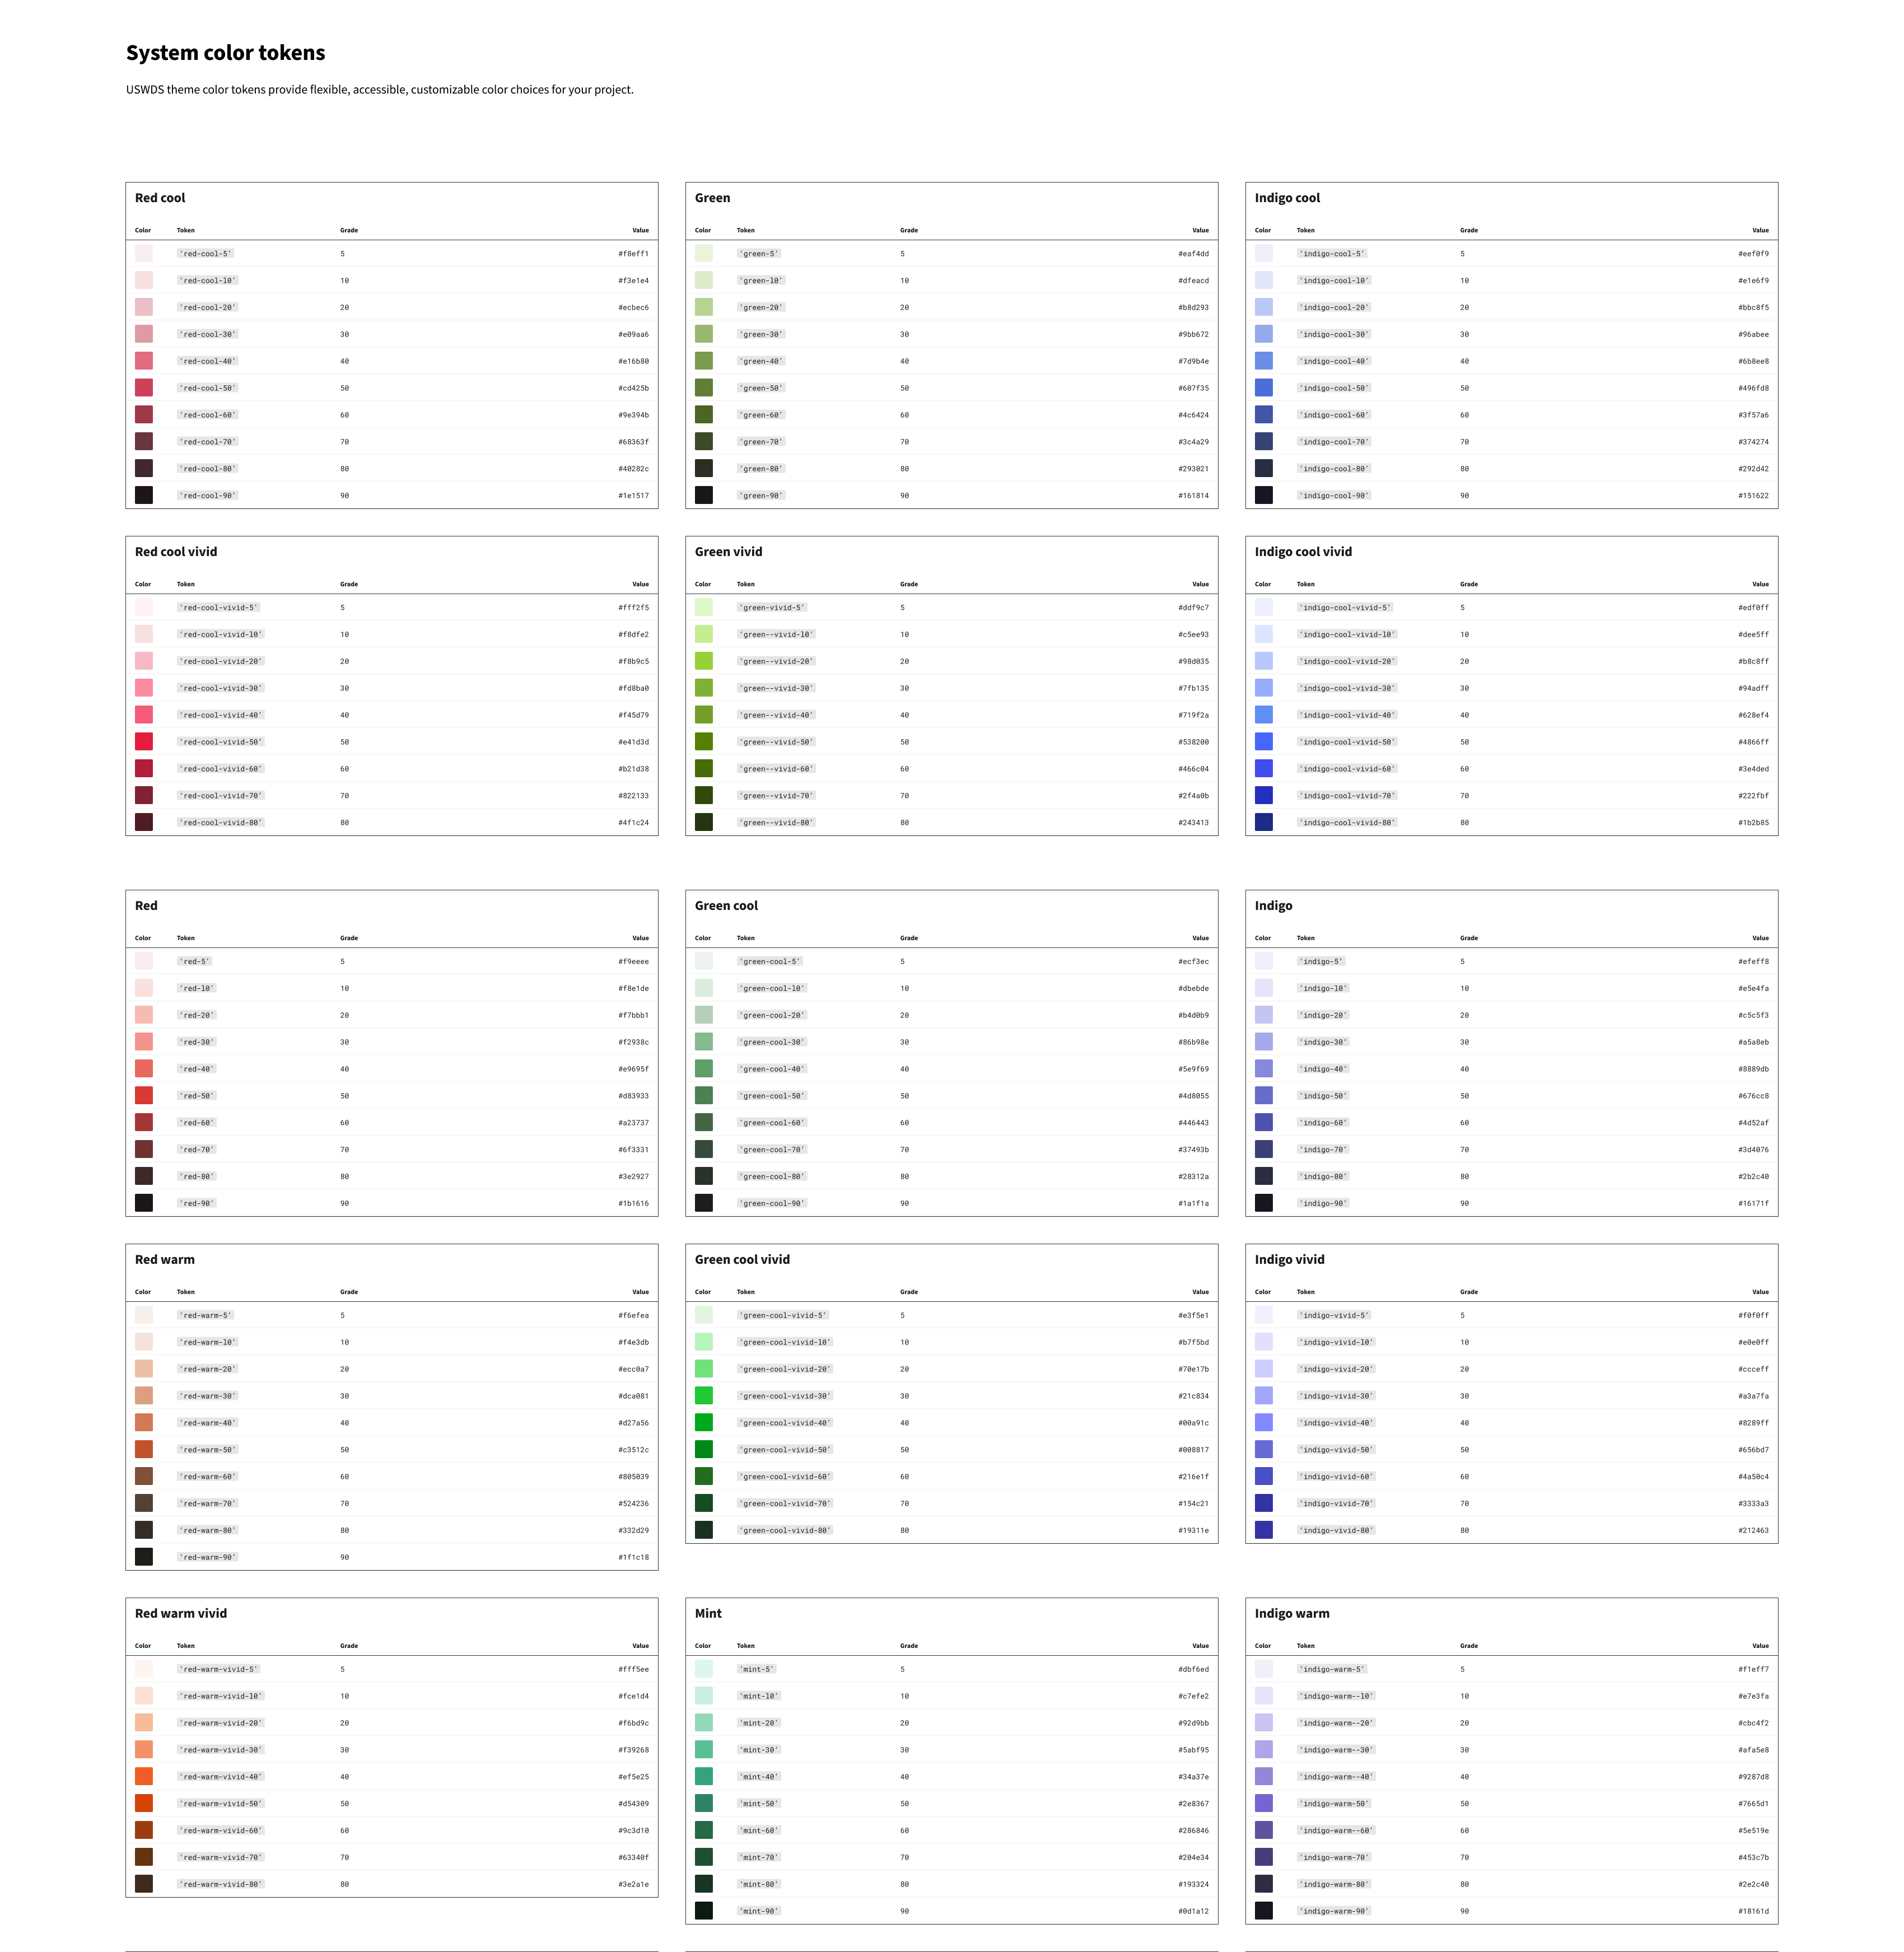 System color tokens
USWDS theme color tokens provide flexible, accessible, customizable color choices for your project.
Red cool
Color Token Grade Value
'red-cool-5' 5 #f8eff1
'red-cool-10' 10 #f3e1e4
'red-cool-20' 20 #ecbec6
'red-cool-30' 30 #e09aa6
'red-cool-40' 40 #e16b80
'red-cool-50' 50 #cd425b
'red-cool-60' 60 #9e394b
'red-cool-70' 70 #68363f
'red-cool-80' 80 #40282c
'red-cool-90' 90 #1e1517
Green
Color Token Grade Value
'green-5' 5 #eaf4dd
'green-10' 10 #dfeacd
'green-20' 20 #b8d293
'green-30' 30 #9bb672
'green-40' 40 #7d9b4e
'green-50' 50 #607f35
'green-60' 60 #4c6424
'green-70' 70 #3c4a29
'green-80' 80 #293021
'green-90' 90 #161814
Indigo cool
Color Token Grade Value
'indigo-cool-5' 5 #eef0f9
'indigo-cool-10' 10 #e1e6f9
'indigo-cool-20' 20 #bbc8f5
'indigo-cool-30' 30 #96abee
'indigo-cool-40' 40 #6b8ee8
'indigo-cool-50' 50 #496fd8
'indigo-cool-60' 60 #3f57a6
'indigo-cool-70' 70 #374274
'indigo-cool-80' 80 #292d42
'indigo-cool-90' 90 #151622
Red cool vivid
Color Token Grade Value
'red-cool-vivid-5' 5 #fff2f5
'red-cool-vivid-10' 10 #f8dfe2
'red-cool-vivid-20' 20 #f8b9c5
'red-cool-vivid-30' 30 #fd8ba0
'red-cool-vivid-40' 40 #f45d79
'red-cool-vivid-50' 50 #e41d3d
'red-cool-vivid-60' 60 #b21d38
'red-cool-vivid-70' 70 #822133
'red-cool-vivid-80' 80 #4f1c24
Green vivid
Color Token Grade Value
'green-vivid-5' 5 #ddf9c7
'green--vivid-10' 10 #c5ee93
'green--vivid-20' 20 #98d035
'green--vivid-30' 30 #7fb135
'green--vivid-40' 40 #719f2a
'green--vivid-50' 50 #538200
'green--vivid-60' 60 #466c04
'green--vivid-70' 70 #2f4a0b
'green--vivid-80' 80 #243413
Indigo cool vivid
Color Token Grade Value
'indigo-cool-vivid-5' 5 #edf0ff
'indigo-cool-vivid-10' 10 #dee5ff
'indigo-cool-vivid-20' 20 #b8c8ff
'indigo-cool-vivid-30' 30 #94adff
'indigo-cool-vivid-40' 40 #628ef4
'indigo-cool-vivid-50' 50 #4866ff
'indigo-cool-vivid-60' 60 #3e4ded
'indigo-cool-vivid-70' 70 #222fbf
'indigo-cool-vivid-80' 80 #1b2b85
Red
Color Token Grade Value
'red-5' 5 #f9eeee
'red-10' 10 #f8e1de
'red-20' 20 #f7bbb1
'red-30' 30 #f2938c
'red-40' 40 #e9695f
'red-50' 50 #d83933
'red-60' 60 #a23737
'red-70' 70 #6f3331
'red-80' 80 #3e2927
'red-90' 90 #1b1616
Green cool
Color Token Grade Value
'green-cool-5' 5 #ecf3ec
'green-cool-10' 10 #dbebde
'green-cool-20' 20 #b4d0b9
'green-cool-30' 30 #86b98e
'green-cool-40' 40 #5e9f69
'green-cool-50' 50 #4d8055
'green-cool-60' 60 #446443
'green-cool-70' 70 #37493b
'green-cool-80' 80 #28312a
'green-cool-90' 90 #1a1f1a
Indigo
Color Token Grade Value
'indigo-5' 5 #efeff8
'indigo-10' 10 #e5e4fa
'indigo-20' 20 #c5c5f3
'indigo-30' 30 #a5a8eb
'indigo-40' 40 #8889db
'indigo-50' 50 #676cc8
'indigo-60' 60 #4d52af
'indigo-70' 70 #3d4076
'indigo-80' 80 #2b2c40
'indigo-90' 90 #16171f
Red warm
Color Token Grade Value
'red-warm-5' 5 #f6efea
'red-warm-10' 10 #f4e3db
'red-warm-20' 20 #ecc0a7
'red-warm-30' 30 #dca081
'red-warm-40' 40 #d27a56
'red-warm-50' 50 #c3512c
'red-warm-60' 60 #805039
'red-warm-70' 70 #524236
'red-warm-80' 80 #332d29
'red-warm-90' 90 #1f1c18
Green cool vivid
Color Token Grade Value
'green-cool-vivid-5' 5 #e3f5e1
'green-cool-vivid-10' 10 #b7f5bd
'green-cool-vivid-20' 20 #70e17b
'green-cool-vivid-30' 30 #21c834
'green-cool-vivid-40' 40 #00a91c
'green-cool-vivid-50' 50 #008817
'green-cool-vivid-60' 60 #216e1f
'green-cool-vivid-70' 70 #154c21
'green-cool-vivid-80' 80 #19311e
Indigo vivid
Color Token Grade Value
'indigo-vivid-5' 5 #f0f0ff
'indigo-vivid-10' 10 #e0e0ff
'indigo-vivid-20' 20 #ccceff
'indigo-vivid-30' 30 #a3a7fa
'indigo-vivid-40' 40 #8289ff
'indigo-vivid-50' 50 #656bd7
'indigo-vivid-60' 60 #4a50c4
'indigo-vivid-70' 70 #3333a3
'indigo-vivid-80' 80 #212463
Red warm vivid
Color Token Grade Value
'red-warm-vivid-5' 5 #fff5ee
'red-warm-vivid-10' 10 #fce1d4
'red-warm-vivid-20' 20 #f6bd9c
'red-warm-vivid-30' 30 #f39268
'red-warm-vivid-40' 40 #ef5e25
'red-warm-vivid-50' 50 #d54309
'red-warm-vivid-60' 60 #9c3d10
'red-warm-vivid-70' 70 #63340f
'red-warm-vivid-80' 80 #3e2a1e
Mint
Color Token Grade Value
'mint-5' 5 #dbf6ed
'mint-10' 10 #c7efe2
'mint-20' 20 #92d9bb
'mint-30' 30 #5abf95
'mint-40' 40 #34a37e
'mint-50' 50 #2e8367
'mint-60' 60 #286846
'mint-70' 70 #204e34
'mint-80' 80 #193324
'mint-90' 90 #0d1a12
Indigo warm
Color Token Grade Value
'indigo-warm-5' 5 #f1eff7
'indigo-warm--10' 10 #e7e3fa
'indigo-warm--20' 20 #cbc4f2
'indigo-warm--30' 30 #afa5e8
'indigo-warm--40' 40 #9287d8
'indigo-warm-50' 50 #7665d1
'indigo-warm--60' 60 #5e519e
'indigo-warm-70' 70 #453c7b
'indigo-warm-80' 80 #2e2c40
'indigo-warm-90' 90 #18161d